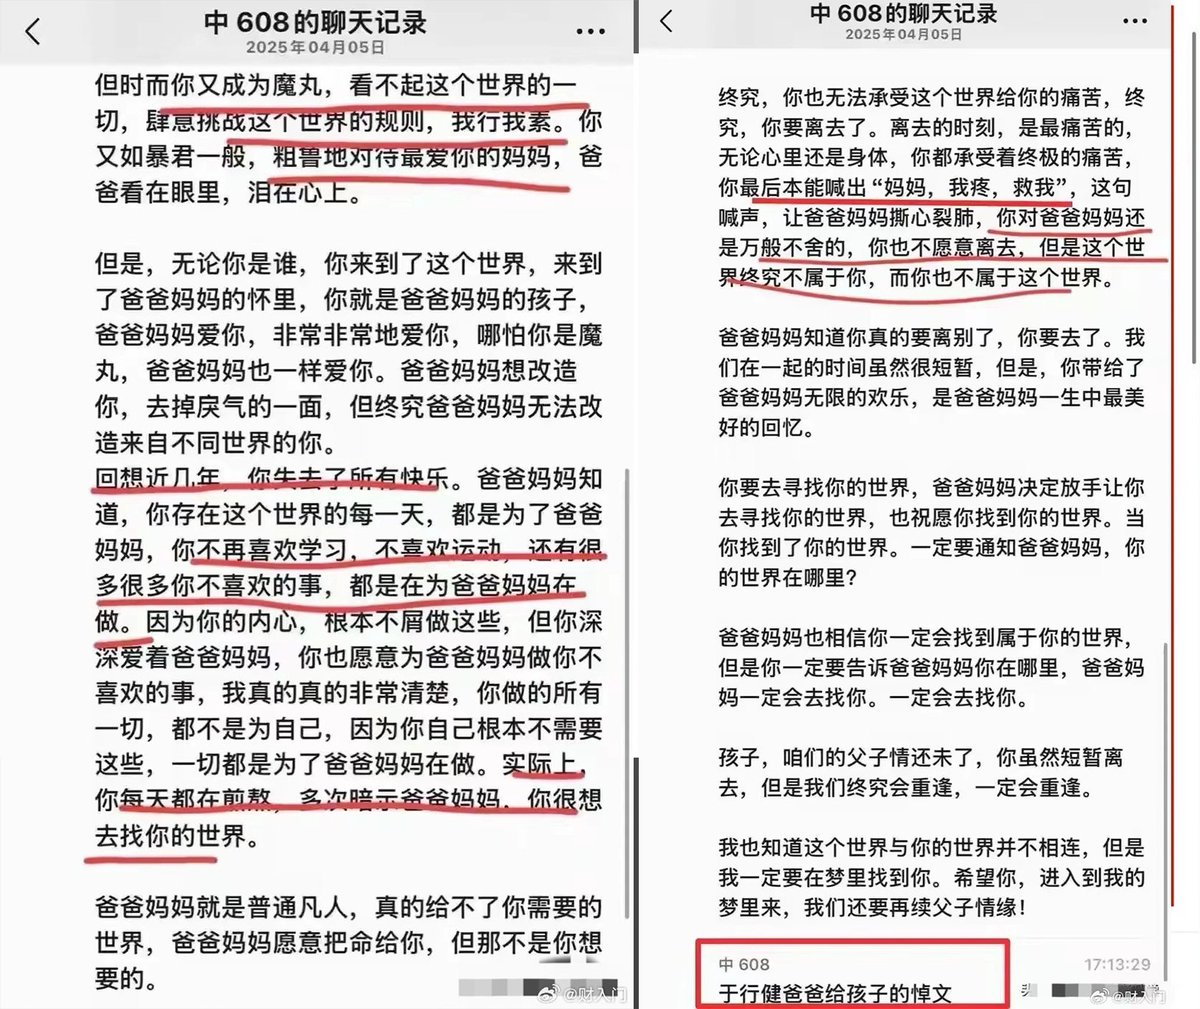 中 608的聊天记录
2025年04月05日
但时而你又成为魔丸，看不起这个世界的一
切，肆意挑战这个世界的规则，我行我素。你
又如暴君一般，粗鲁地对待最爱你的妈妈，爸
爸看在眼里，泪在心上。
但是，无论你是谁，你来到了这个世界，来到
了爸爸妈妈的怀里，你就是爸爸妈妈的孩子，
爸爸妈妈爱你，非常非常地爱你，哪怕你是魔
丸，爸爸妈妈也一样爱你。爸爸妈妈想改造
你，去掉戾气的一面，但终究爸爸妈妈无法改
造来自不同世界的你。
回想近几年，你失去了所有快乐。爸爸妈妈知
道，你存在这个世界的每一天，都是为了爸爸
妈妈，你不再喜欢学习，不喜欢运动，还有很
多很多你不喜欢的事，都是在为爸爸妈妈在
做。因为你的内心，根本不屑做这些，但你深
深爱着爸爸妈妈，你也愿意为爸爸妈妈做你不
喜欢的事，我真的真的非常清楚，你做的所有
一切，都不是为自己，因为你自己根本不需要
这些，一切都是为了爸爸妈妈在做。实际上，
你每天都在煎熬，多次暗示爸爸妈妈，你很想
去找你的世界。
爸爸妈妈就是普通凡人，真的给不了你需要的
世界，爸爸妈妈愿意把命给你，但那不是你想
要的。
@财入门
中 608的聊天记录
2025年04月05日
终究，你也无法承受这个世界给你的痛苦，终
究，你要离去了。离去的时刻，是最痛苦的，
无论心里还是身体，你都承受着终极的痛苦，
你最后本能喊出“妈妈，我疼，救我”，这句
喊声，让爸爸妈妈撕心裂肺，你对爸爸妈妈还
是万般不舍的，你也不愿意离去，但是这个世
界终究不属于你，而你也不属于这个世界。
爸爸妈妈知道你真的要离别了，你要去了。我
们在一起的时间虽然很短暂，但是，你带给了
爸爸妈妈无限的欢乐，是爸爸妈妈一生中最美
好的回忆。
你要去寻找你的世界，爸爸妈妈决定放手让你
去寻找你的世界，也祝愿你找到你的世界。当
你找到了你的世界。一定要通知爸爸妈妈，你
的世界在哪里？
爸爸妈妈也相信你一定会找到属于你的世界，
但是你一定要告诉爸爸妈妈你在哪里，爸爸妈
妈一定会去找你。一定会去找你。
孩子，咱们的父子情还未了，你虽然短暂离
去，但是我们终究会重逢，一定会重逢。
我也知道这个世界与你的世界并不相连，但是
我一定要在梦里找到你。希望你，进入到我的
梦里来，我们还要再续父子情缘！
中 608
17:13:29
于行健爸爸给孩子的悼文
@财入门